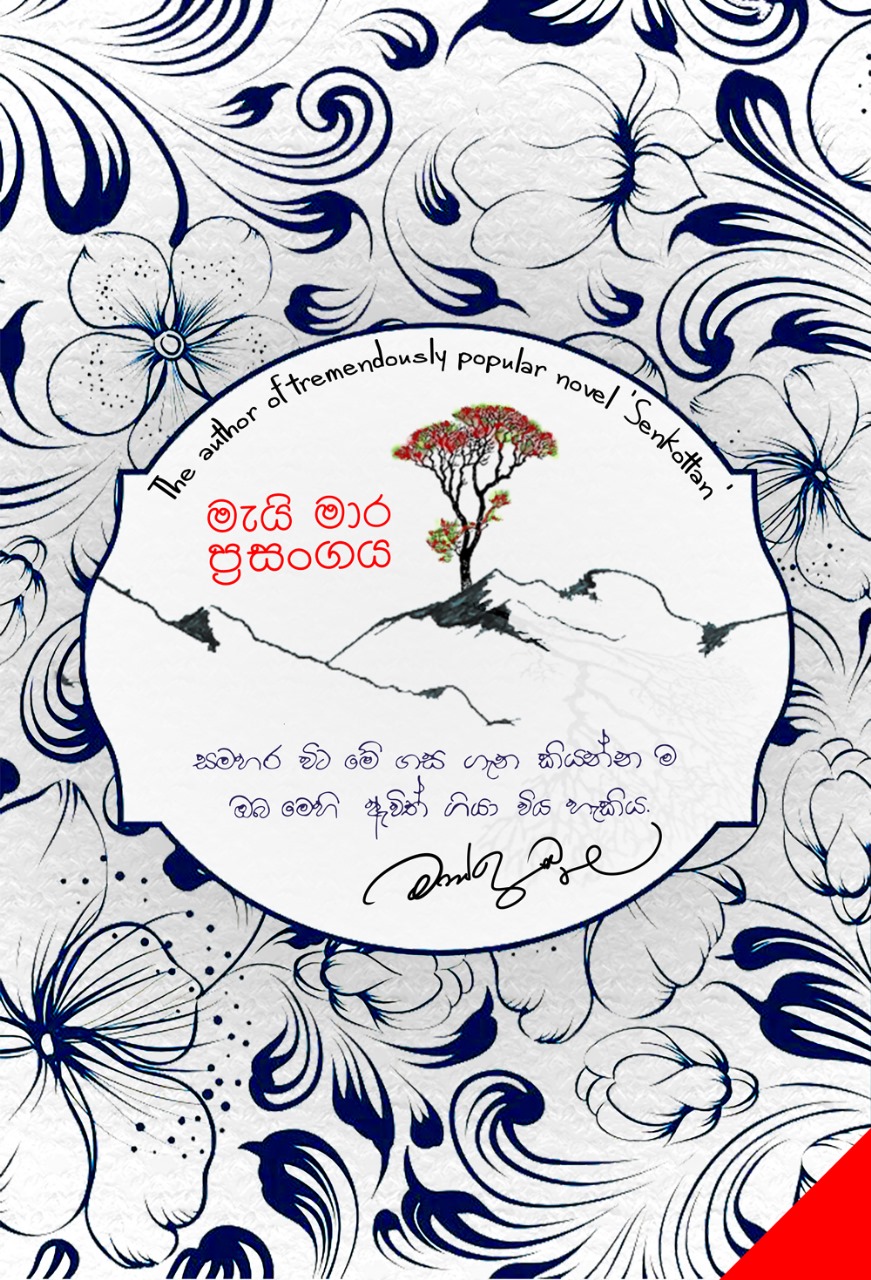 The author of tremendously popular novel 'Senkottan'
මැයි මාර
ප්‍රසංගය
සමහර විට මේ ගස ගැන කියන්න ම
ඔබ මෙහි ඇවිත් ගියා විය හැකිය.